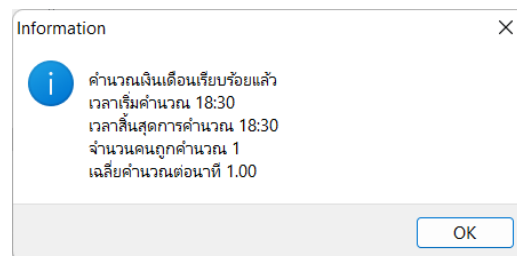 Information
คำนวณเงินเดือนเรียบร้อยแล้ว
เวลาเริ่มคำนวณ 18:30
เวลาสิ้นสุดการคำนวณ 18:30
จำนวนคนถูกคำนวณ 1
เฉลี่ยคำนวณต่อนาที 1.00
OK